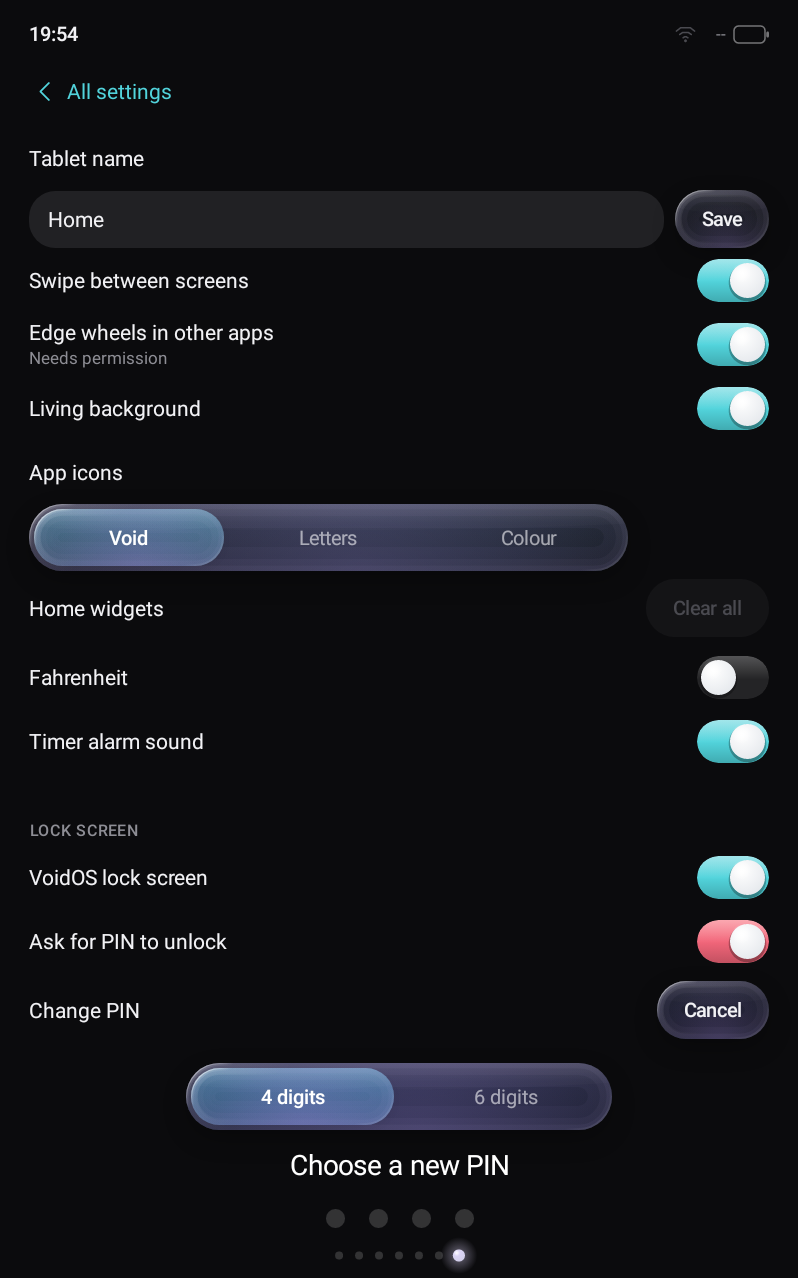 19:54
--
All settings
Tablet name
Home
Save
Swipe between screens
Edge wheels in other apps
Needs permission
Living background
App icons
Void
Letters
Colour
Home widgets
Clear all
Fahrenheit
Timer alarm sound
LOCK SCREEN
VoidOS lock screen
Ask for PIN to unlock
Change PIN
Cancel
4 digits
6 digits
Choose a new PIN